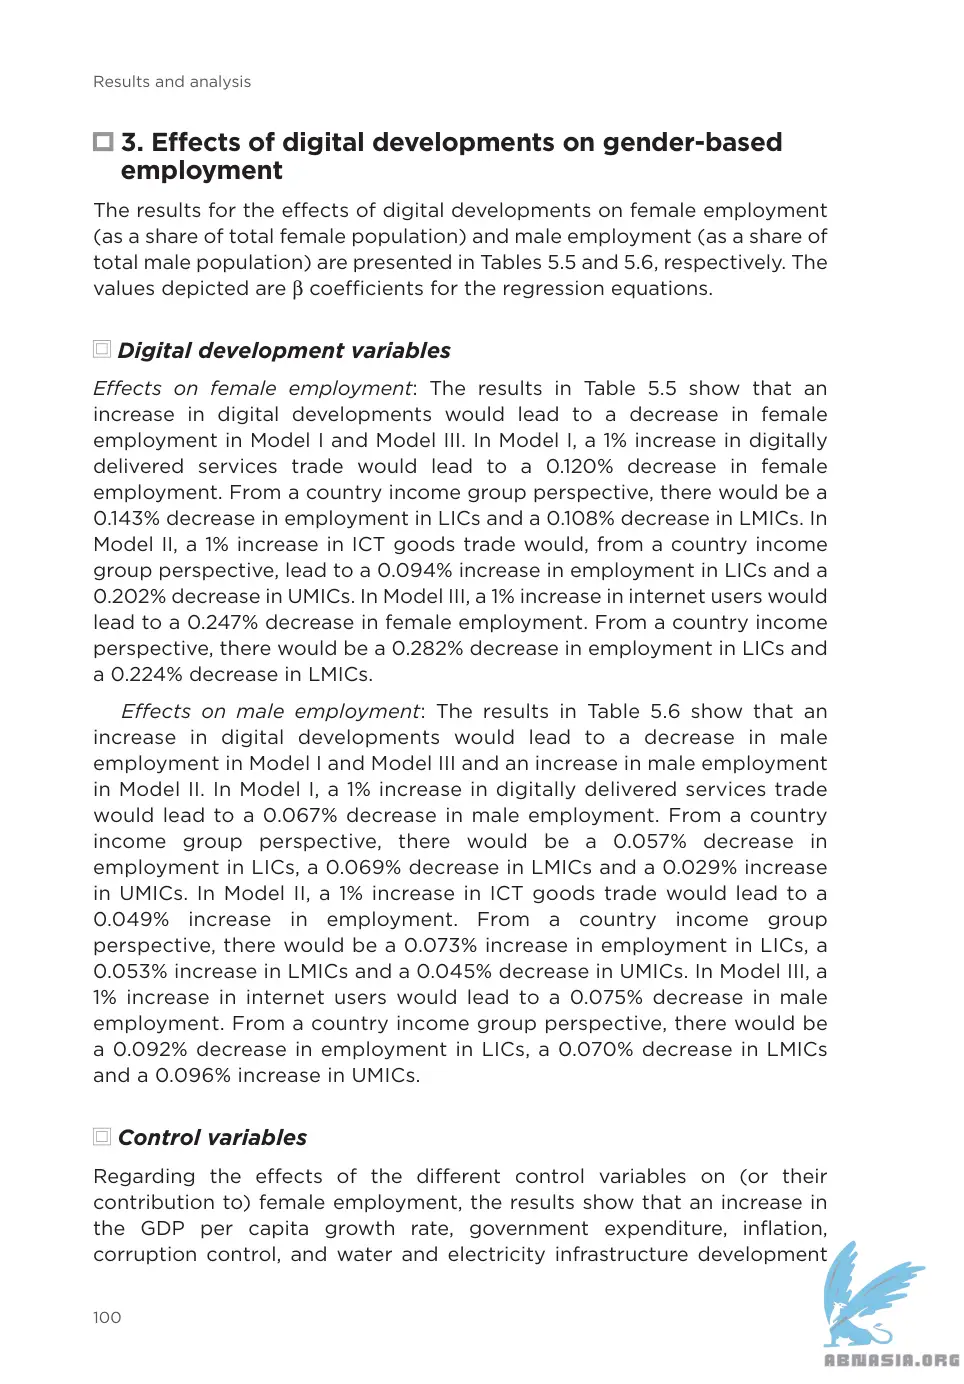 Results and analysis
3. Effects of digital developments on gender-based
employment
The results for the effects of digital developments on female employment
(as a share of total female population) and male employment (as a share of
total male population) are presented in Tables 5.5 and 5.6, respectively. The
values depicted are β coefficients for the regression equations.
Digital development variables
Effects on female employment: The results in Table 5.5 show that an
increase in digital developments would lead to a decrease in female
employment in Model I and Model III. In Model I, a 1% increase in digitally
delivered services trade would lead to a 0.120% decrease in female
employment. From a country income group perspective, there would be a
0.143% decrease in employment in LICs and a 0.108% decrease in LMICs. In
Model II, a 1% increase in ICT goods trade would, from a country income
group perspective, lead to a 0.094% increase in employment in LICs and a
0.202% decrease in UMICs. In Model III, a 1% increase in internet users would
lead to a 0.247% decrease in female employment. From a country income
perspective, there would be a 0.282% decrease in employment in LICs and
a 0.224% decrease in LMICs.
Effects on male employment: The results in Table 5.6 show that an
increase in digital developments would lead to a decrease in male
employment in Model I and Model III and an increase in male employment
in Model II. In Model I, a 1% increase in digitally delivered services trade
would lead to a 0.067% decrease in male employment. From a country
income group perspective, there would be a 0.057% decrease in
employment in LICs, a 0.069% decrease in LMICs and a 0.029% increase
in UMICs. In Model II, a 1% increase in ICT goods trade would lead to a
0.049% increase in employment. From a country income group
perspective, there would be a 0.073% increase in employment in LICs, a
0.053% increase in LMICs and a 0.045% decrease in UMICs. In Model III, a
1% increase in internet users would lead to a 0.075% decrease in male
employment. From a country income group perspective, there would be
a 0.092% decrease in employment in LICs, a 0.070% decrease in LMICs
and a 0.096% increase in UMICs.
Control variables
Regarding the effects of the different control variables on (or their
contribution to) female employment, the results show that an increase in
the GDP per capita growth rate, government expenditure, inflation,
corruption control, and water and electricity infrastructure development
100
ABNASIA.ORG